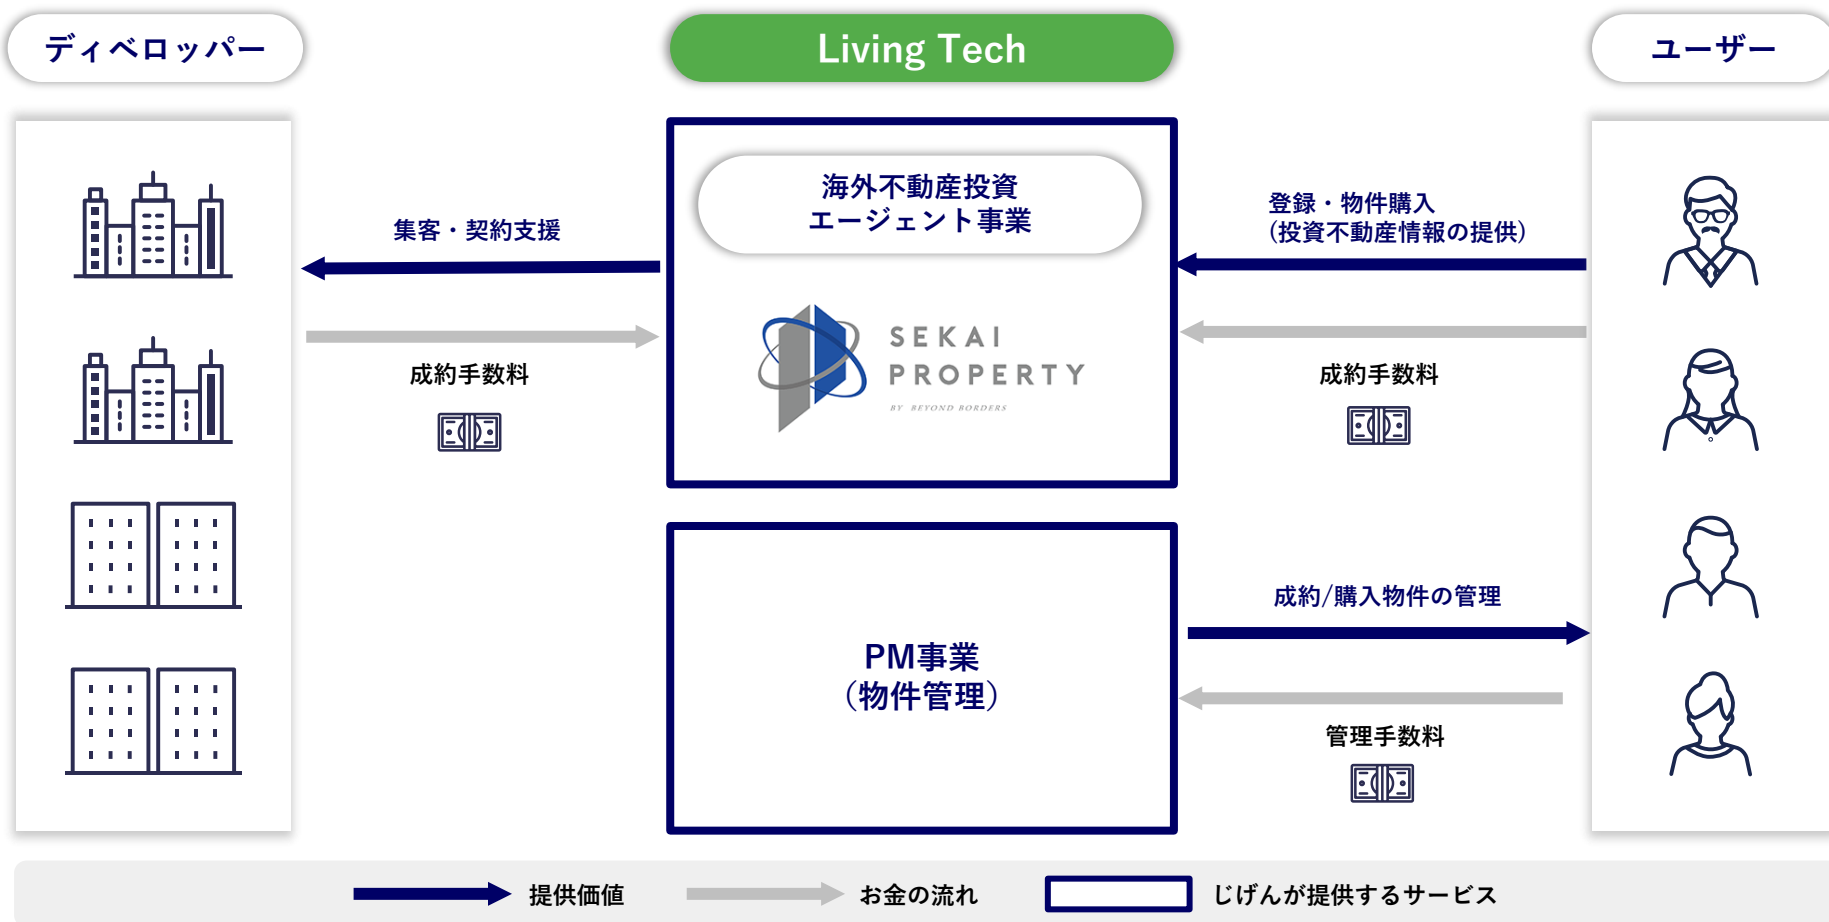 ディベロッパー
Living Tech
ユーザー
海外不動産投資
エージェント事業
集客・契約支援
登録・物件購入
(投資不動産情報の提供)
成約手数料
SEKAI
PROPERTY
BY BEYOND BORDERS
成約手数料
PM事業
(物件管理)
成約/購入物件の管理
管理手数料
提供価値
お金の流れ
じげんが提供するサービス